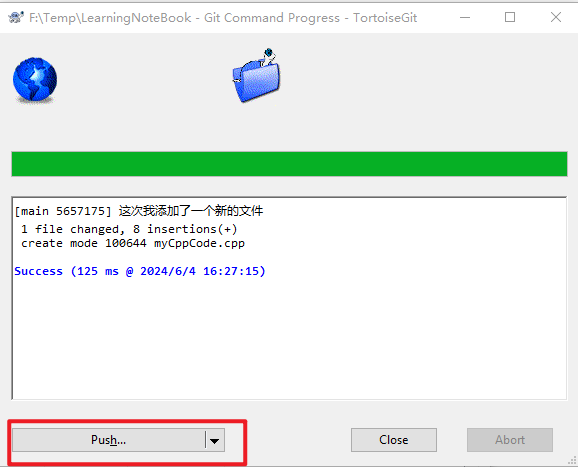 F:\Temp\LearningNoteBook - Git Command Progress - TortoiseGit
[main 5657175] 这次我添加了一个新的文件
1 file changed, 8 insertions(+)
create mode 100644 myCppCode.cpp
Success (125 ms @ 2024/6/4 16:27:15)
Push... Close Abort